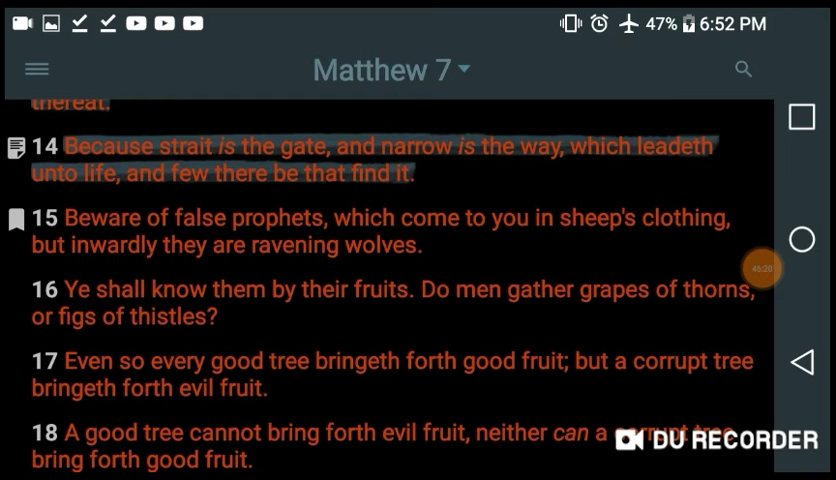 47% 6:52 PM
Matthew 7
thereat.
14 Because strait is the gate, and narrow is the way, which leadeth
unto life, and few there be that find it.
15 Beware of false prophets, which come to you in sheep's clothing,
but inwardly they are ravening wolves.
46:20
16 Ye shall know them by their fruits. Do men gather grapes of thorns,
or figs of thistles?
17 Even so every good tree bringeth forth good fruit; but a corrupt tree
bringeth forth evil fruit.
18 A good tree cannot bring forth evil fruit, neither can a corrupt tree
DU RECORDER
bring forth good fruit.